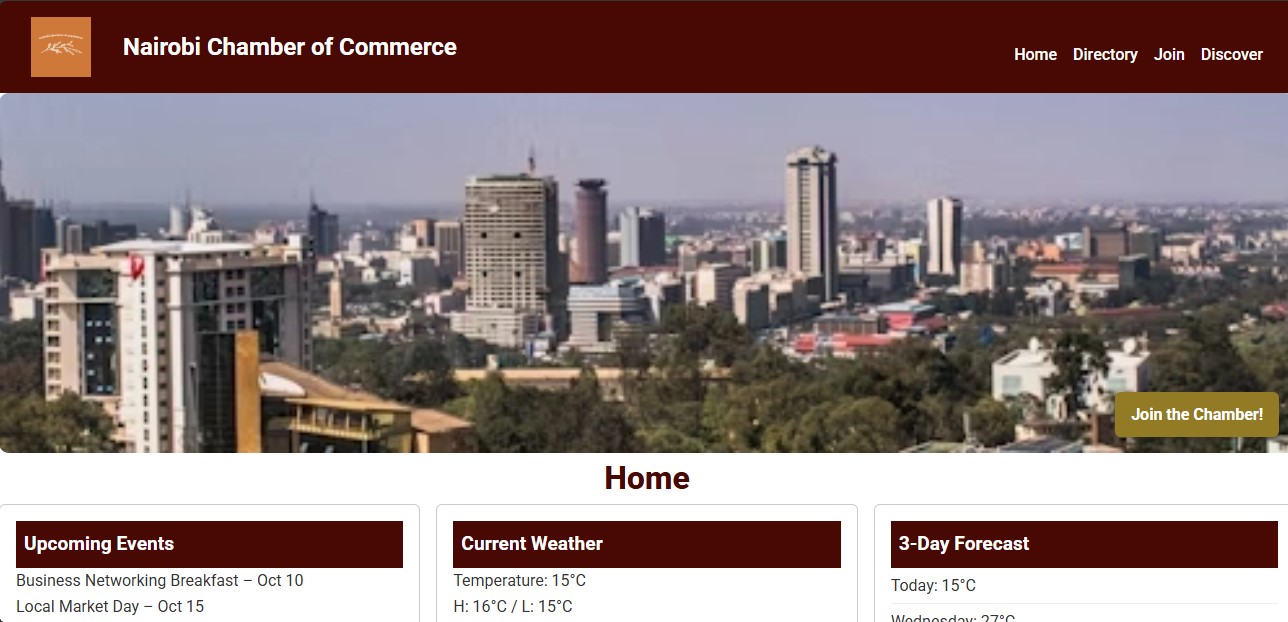 Nairobi Chamber of Commerce
Home Directory Join Discover
Join the Chamber!
Home
Upcoming Events
Business Networking Breakfast – Oct 10
Local Market Day – Oct 15
Current Weather
Temperature: 15°C
H: 16°C / L: 15°C
3-Day Forecast
Today: 15°C
Wednesday: 27°C